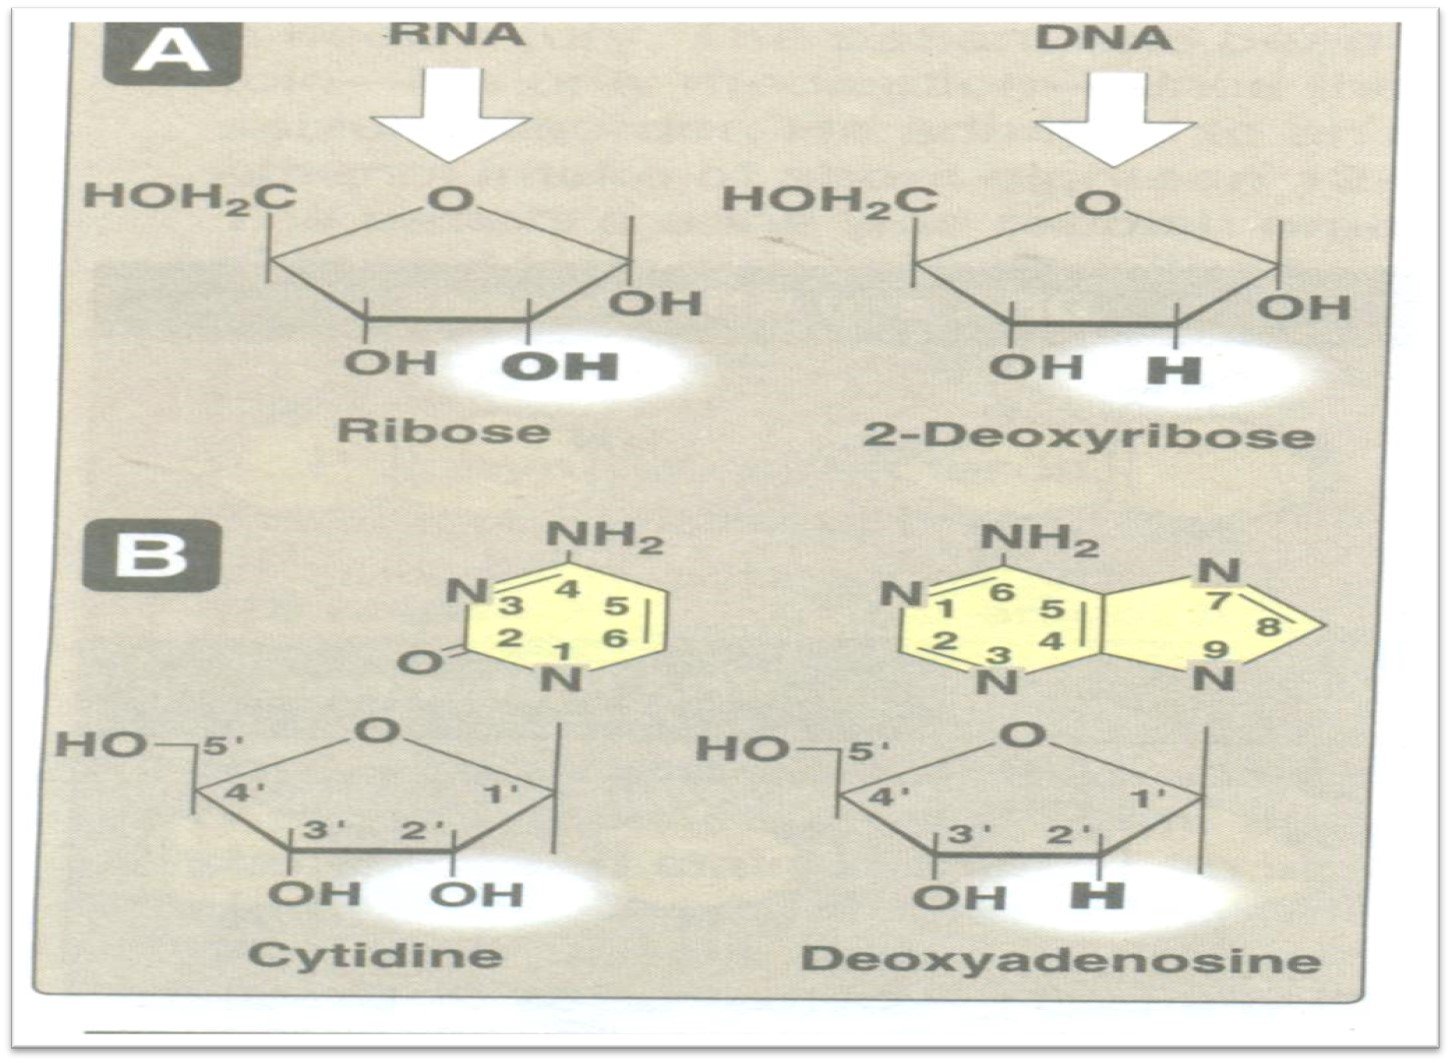 A
RNA
DNA
HOH₂C
O
OH
OH
OH
Ribose
HOH₂C
O
OH
OH
H
2-Deoxyribose
B
NH₂
N
3
4
5
2
1
6
O
N
HO
5'
O
4'
1'
3'
2'
OH
OH
Cytidine
NH₂
N
1
6
5
N
7
8
2
3
4
9
N
N
HO
5'
O
4'
1'
3'
2'
OH
H
Deoxyadenosine